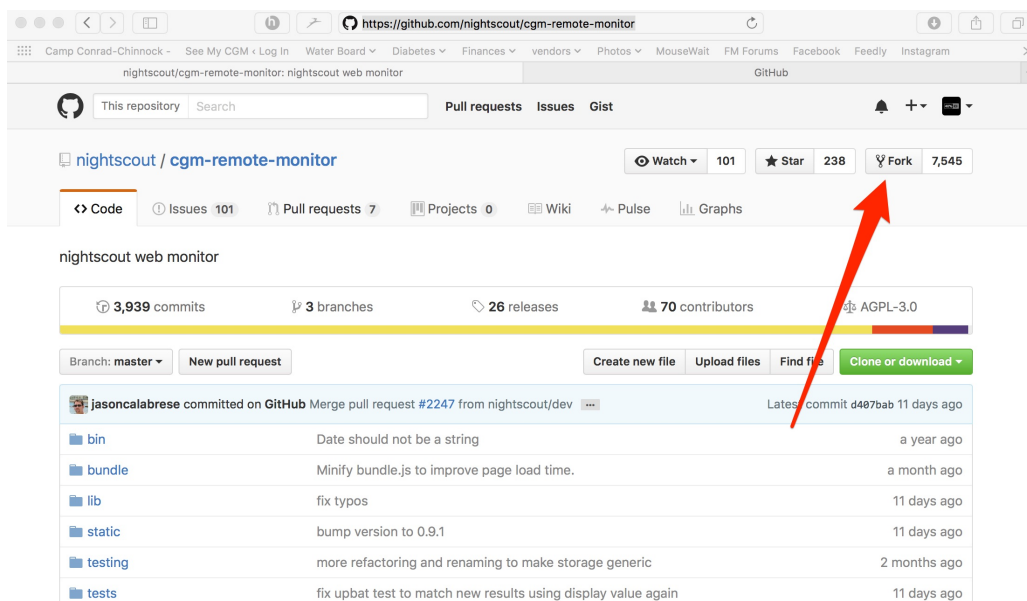 https://github.com/nightscout/cgm-remote-monitor
Camp Conrad-Chinnock - See My CGM ‹ Log In Water Board Diabetes Finances vendors Photos MouseWait FM Forums Facebook Feedly Instagram
nightscout/cgm-remote-monitor: nightscout web monitor GitHub
This repository Search Pull requests Issues Gist
nightscout / cgm-remote-monitor Watch 101 Star 238 Fork 7,545
Code Issues 101 Pull requests 7 Projects 0 Wiki Pulse Graphs
nightscout web monitor
3,939 commits 3 branches 26 releases 70 contributors AGPL-3.0
Branch: master New pull request Create new file Upload files Find file Clone or download
jasoncalabrese committed on GitHub Merge pull request #2247 from nightscout/dev ... Latest commit d407bab 11 days ago
bin Date should not be a string a year ago
bundle Minify bundle.js to improve page load time. a month ago
lib fix typos 11 days ago
static bump version to 0.9.1 11 days ago
testing more refactoring and renaming to make storage generic 2 months ago
tests fix upbat test to match new results using display value again 11 days ago